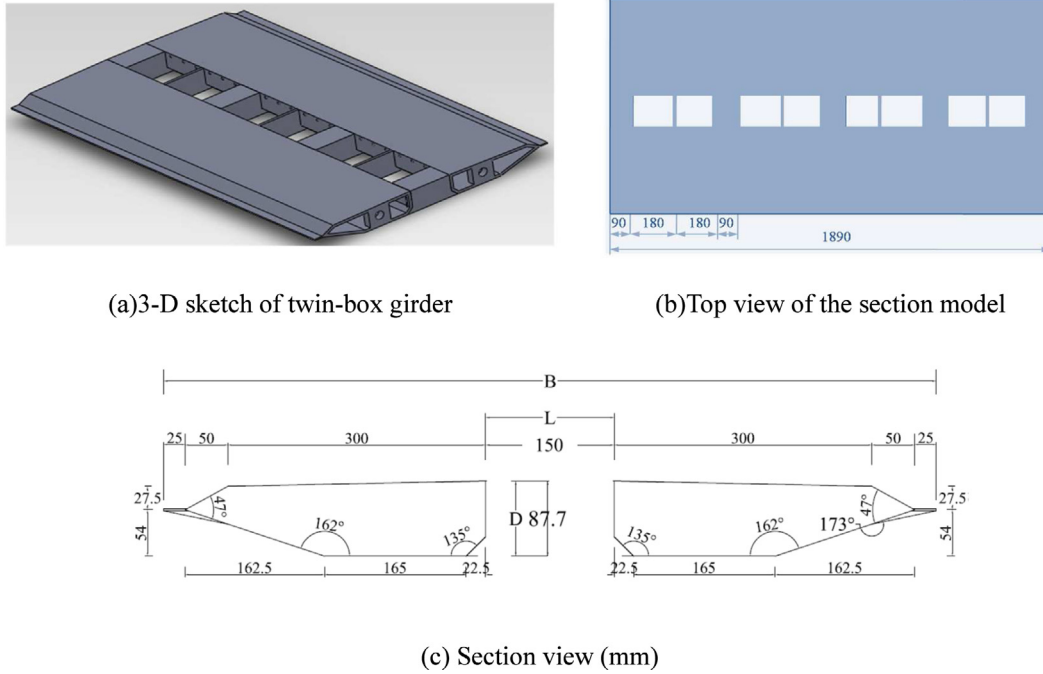 90 180 180 90
1890
(a)3-D sketch of twin-box girder
(b)Top view of the section model
B
L
25 50 300 150 300 50 25
27.5 47° D 87.7 47° 27.5
54 162° 135° 135° 162° 173° 54
162.5 165 22.5 22.5 165 162.5
(c) Section view (mm)